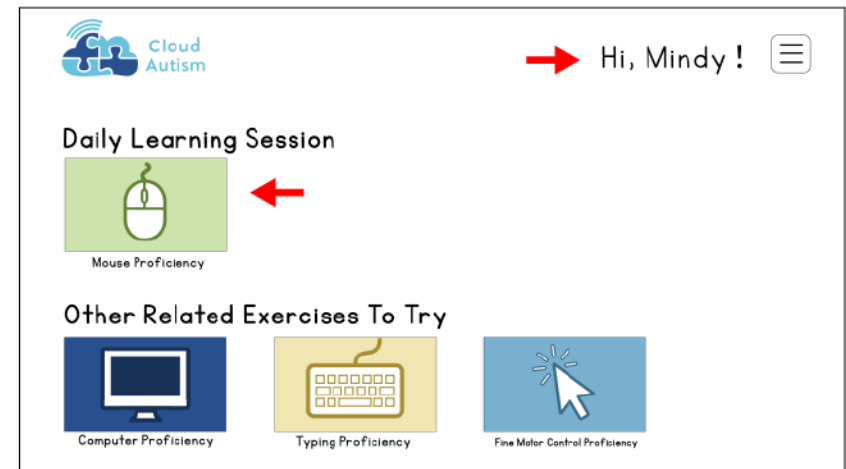 Cloud
Autism
Hi, Mindy!
Daily Learning Session
Mouse Proficiency
Other Related Exercises To Try
Computer Proficiency
Typing Proficiency
Fine Motor Control Proficiency